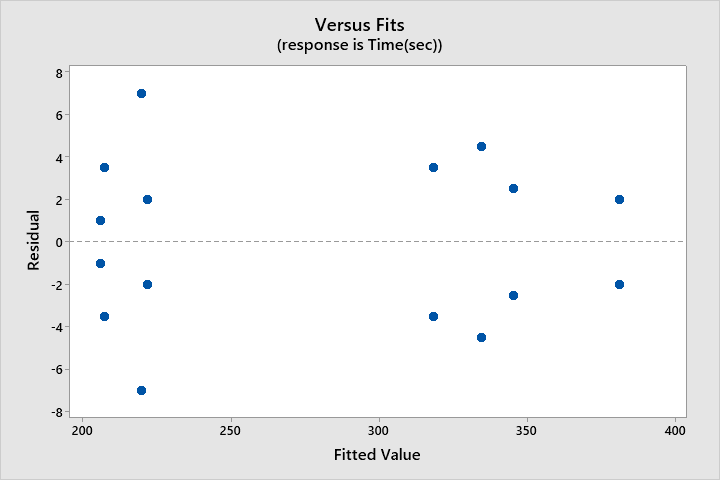 Versus Fits
(response is Time(sec))
8
6
4
2
0
-2
-4
-6
-8
Residual
200 250 300 350 400
Fitted Value